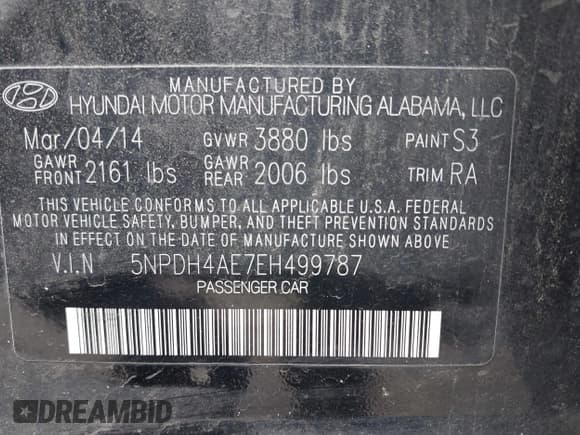 MANUFACTURED BY
HYUNDAI MOTOR MANUFACTURING ALABAMA, LLC
Mar/04/14 GVWR 3880 lbs PAINT S3
GAWR FRONT 2161 lbs GAWR REAR 2006 lbs TRIM RA
THIS VEHICLE CONFORMS TO ALL APPLICABLE U.S.A. FEDERAL
MOTOR VEHICLE SAFETY, BUMPER, AND THEFT PREVENTION STANDARDS
IN EFFECT ON THE DATE OF MANUFACTURE SHOWN ABOVE
V.I.N 5NPDH4AE7EH499787
PASSENGER CAR
DREAMBID